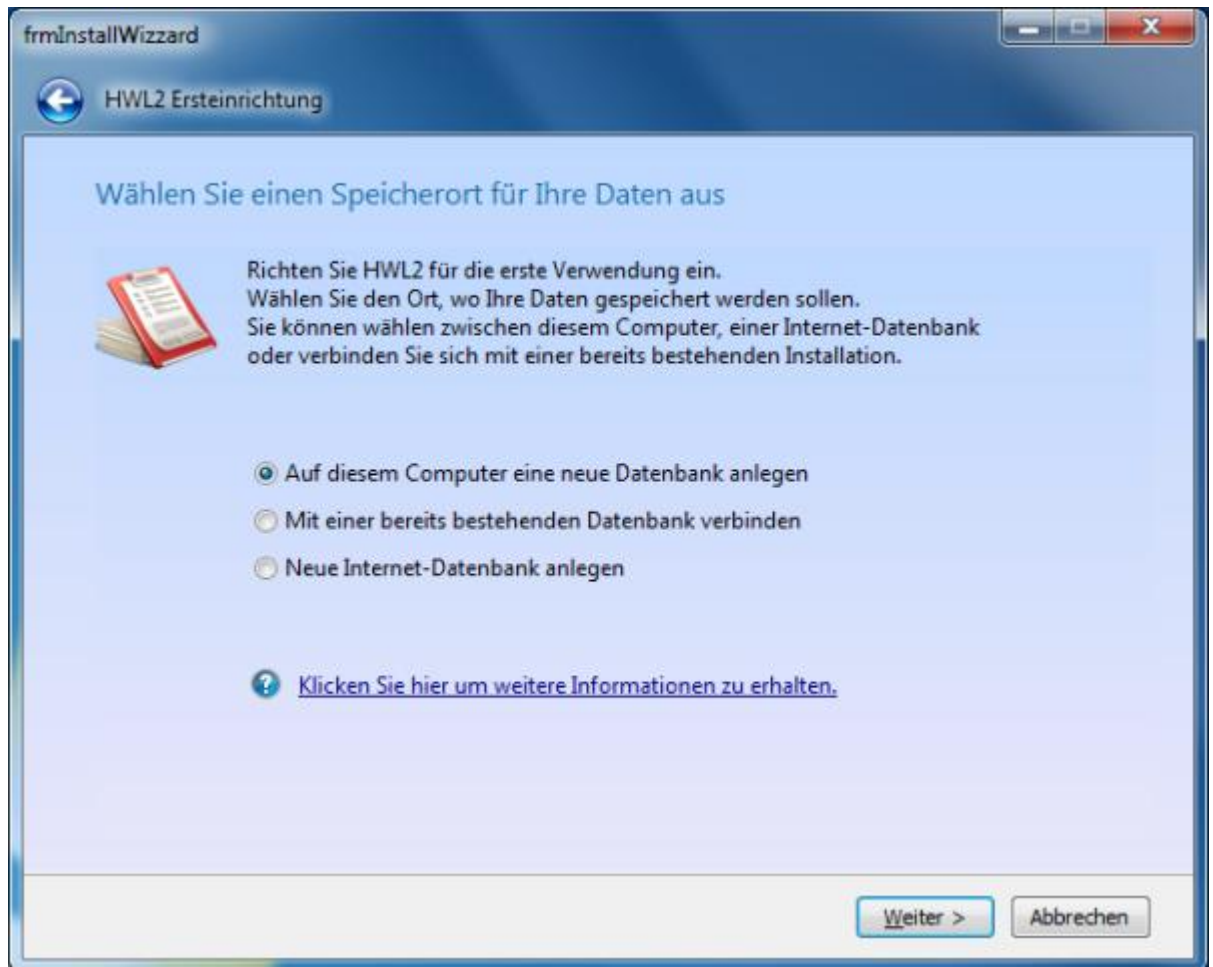 frmInstallWizzard
HWL2 Ersteinrichtung
Wählen Sie einen Speicherort für Ihre Daten aus
Richten Sie HWL2 für die erste Verwendung ein.
Wählen Sie den Ort, wo Ihre Daten gespeichert werden sollen.
Sie können wählen zwischen diesem Computer, einer Internet-Datenbank
oder verbinden Sie sich mit einer bereits bestehenden Installation.
Auf diesem Computer eine neue Datenbank anlegen
Mit einer bereits bestehenden Datenbank verbinden
Neue Internet-Datenbank anlegen
Klicken Sie hier um weitere Informationen zu erhalten.
Weiter >
Abbrechen